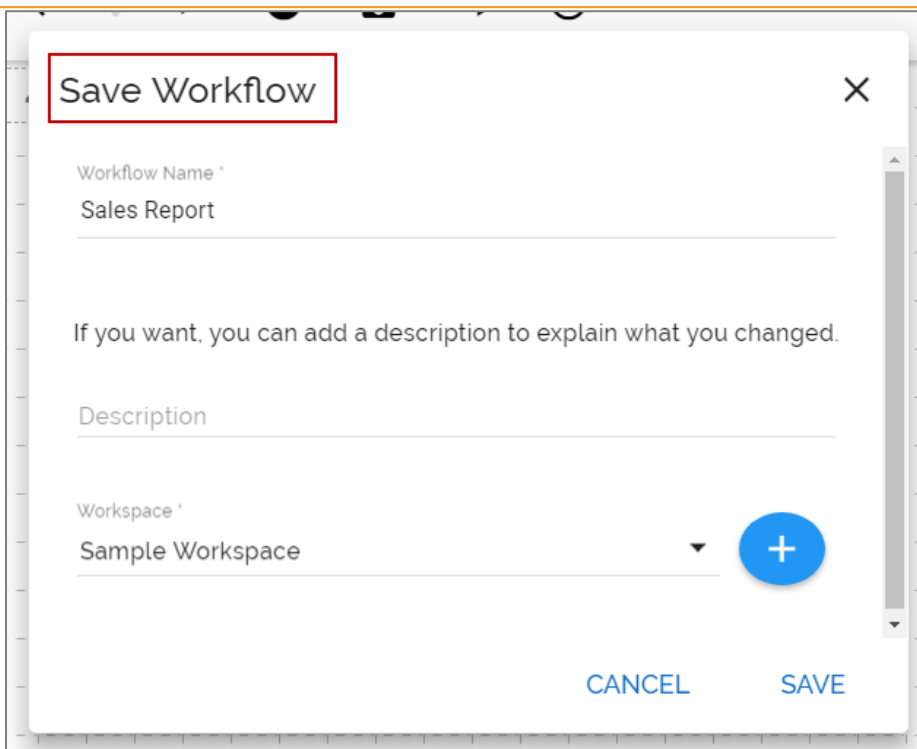 Save Workflow
Workflow Name *
Sales Report
If you want, you can add a description to explain what you changed.
Description
Workspace *
Sample Workspace
CANCEL SAVE